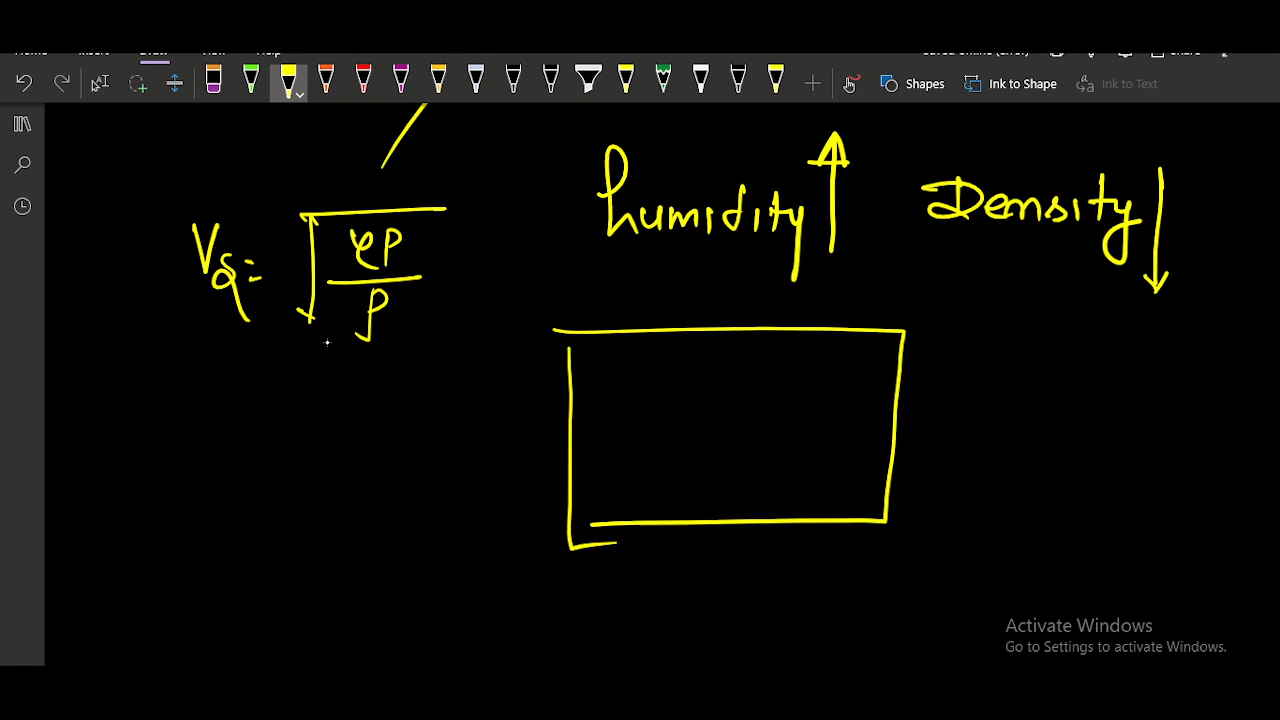 Shapes
Ink to Shape
Ink to Text
humidity ↑
Density ↓
Vs = √(γP/ρ)
Activate Windows
Go to Settings to activate Windows.